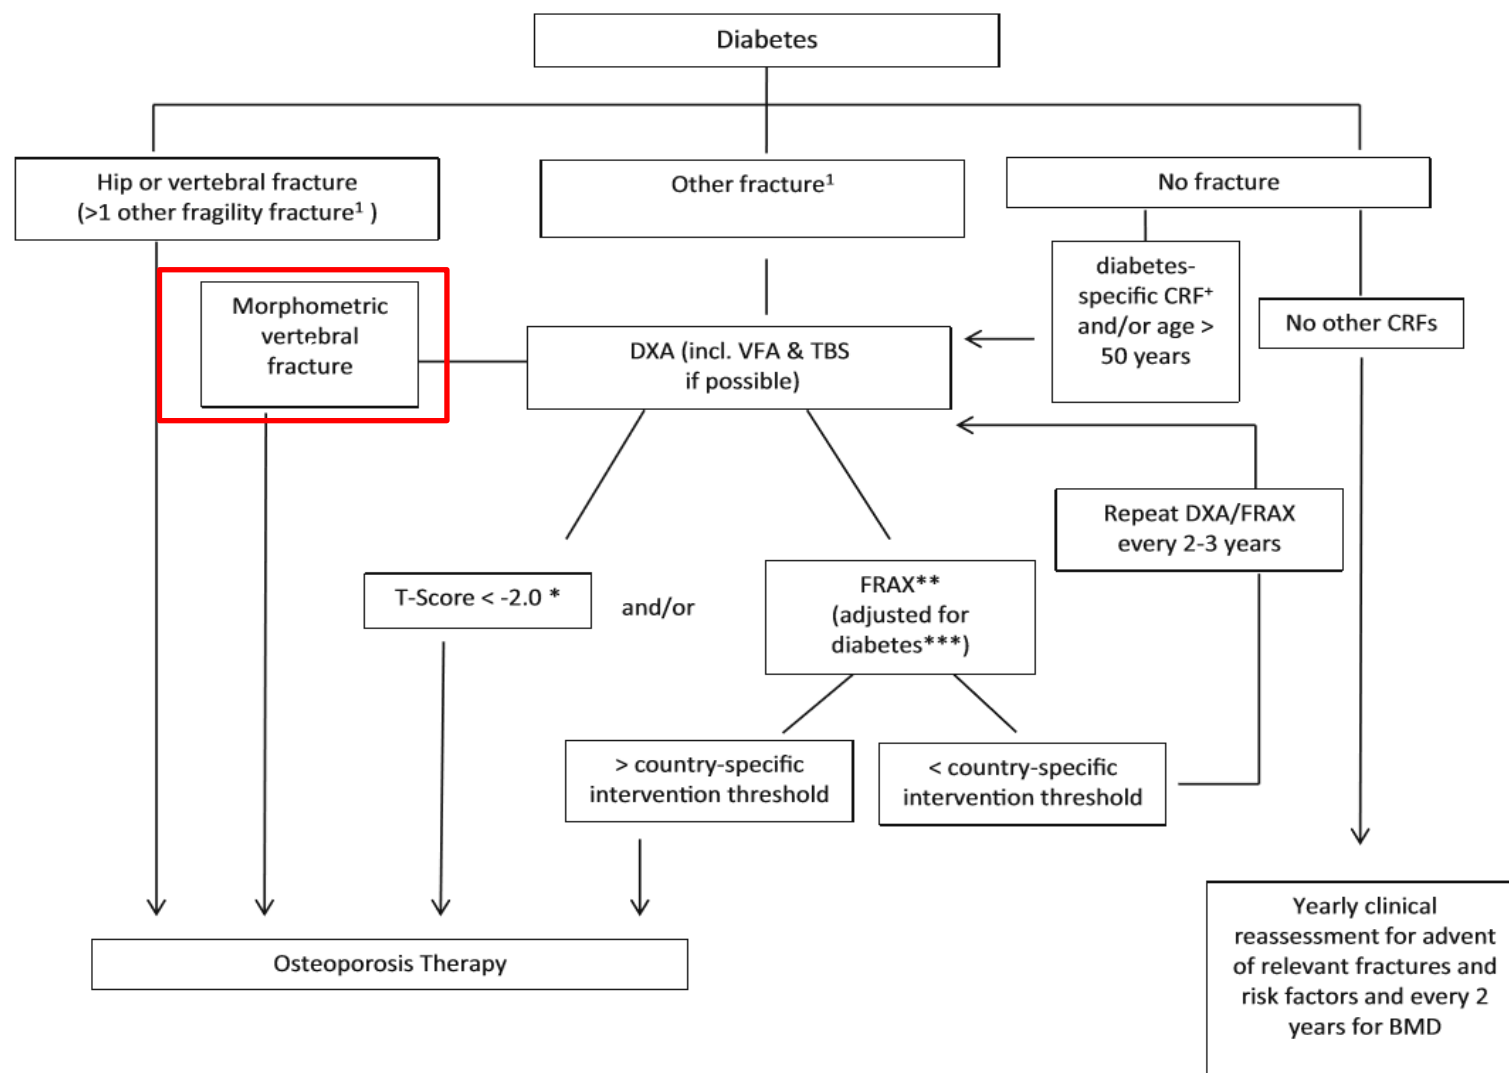 Diabetes
Hip or vertebral fracture
(>1 other fragility fracture¹ )
Other fracture¹
No fracture
Morphometric
vertebral
fracture
DXA (incl. VFA & TBS
if possible)
diabetes-
specific CRF⁺
and/or age >
50 years
No other CRFs
Repeat DXA/FRAX
every 2-3 years
T-Score < -2.0 *
and/or
FRAX**
(adjusted for
diabetes***)
> country-specific
intervention threshold
< country-specific
intervention threshold
Osteoporosis Therapy
Yearly clinical
reassessment for advent
of relevant fractures and
risk factors and every 2
years for BMD